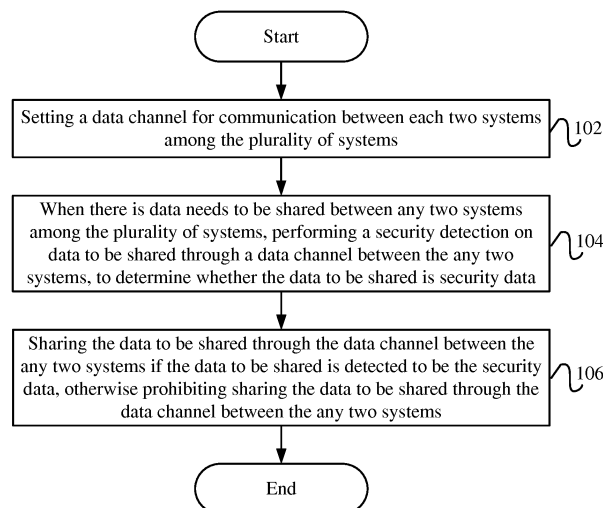 Start
Setting a data channel for communication between each two systems
among the plurality of systems
102
When there is data needs to be shared between any two systems
among the plurality of systems, performing a security detection on
data to be shared through a data channel between the any two
systems, to determine whether the data to be shared is security data
104
Sharing the data to be shared through the data channel between the
any two systems if the data to be shared is detected to be the security
data, otherwise prohibiting sharing the data to be shared through the
data channel between the any two systems
106
End